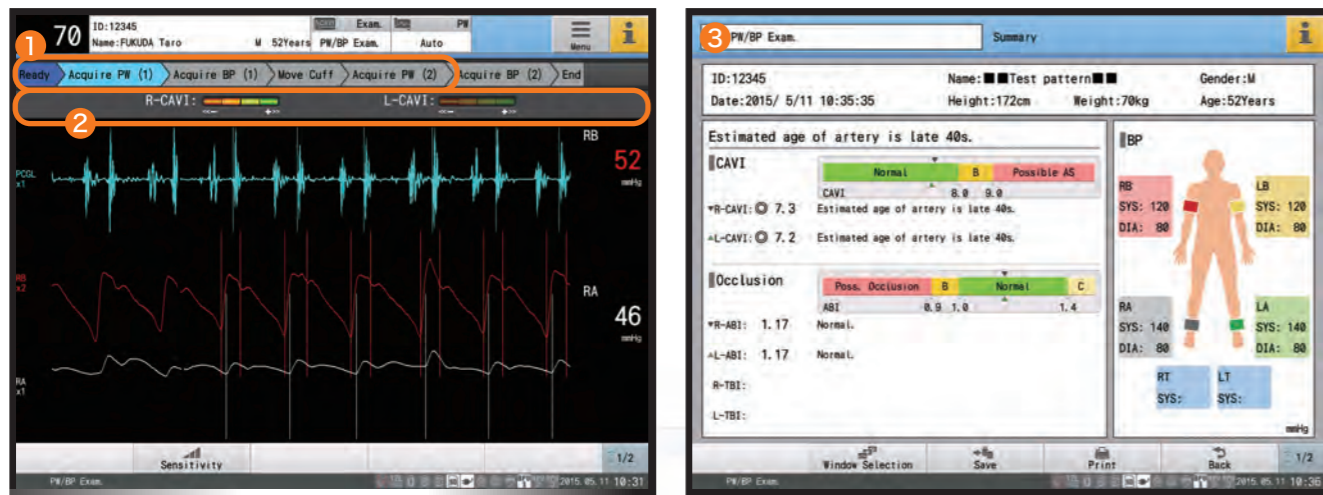 1
70
ID:12345
Name:FUKUDA Taro M 52Years
Exam.
PW/BP Exam.
PW
Auto
Menu
i
Ready Acquire PW (1) Acquire BP (1) Move Cuff Acquire PW (2) Acquire BP (2) End
2
R-CAVI: L-CAVI:
<<- +>> <<- +>>
RB
52
mmHg
PCGL
x1
RB
x2
RA
46
mmHg
RA
x1
Sensitivity
1/2
PW/BP Exam. 2015. 05. 11 10:31
3
PW/BP Exam. Summary
i
ID:12345 Name:■■Test pattern■■ Gender:M
Date:2015/ 5/11 10:35:35 Height:172cm Weight:70kg Age:52Years
Estimated age of artery is late 40s.
CAVI
Normal B Possible AS
CAVI 8.0 9.0
▼R-CAVI:◎ 7.3 Estimated age of artery is late 40s.
▲L-CAVI:◎ 7.2 Estimated age of artery is late 40s.
Occlusion
Poss. Occlusion B Normal C
ABI 0.9 1.0 1.4
▼R-ABI: 1.17 Normal.
▲L-ABI: 1.17 Normal.
R-TBI:
L-TBI:
BP
RB
SYS: 120
DIA: 80
LB
SYS: 120
DIA: 80
RA
SYS: 140
DIA: 80
LA
SYS: 140
DIA: 80
RT
SYS:
LT
SYS:
mmHg
Window Selection Save Print Back 1/2
PW/BP Exam. 2015. 05. 11 10:36